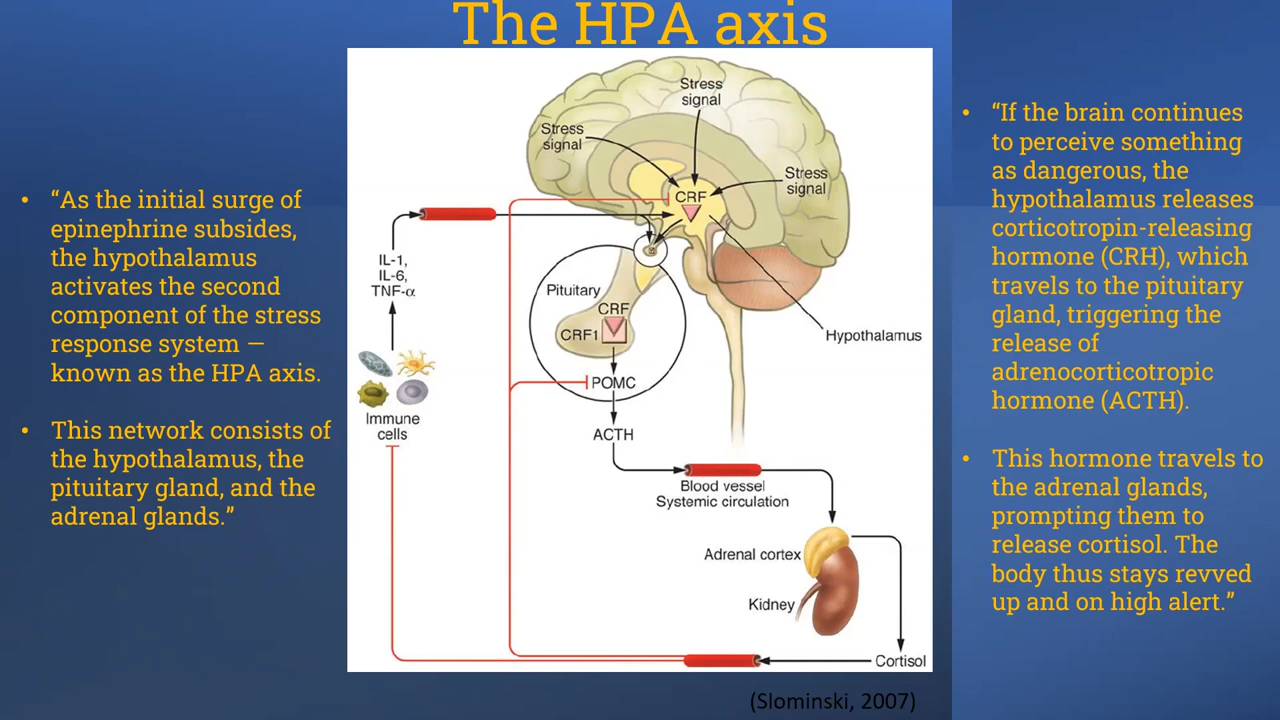 The HPA axis
• “As the initial surge of
epinephrine subsides,
the hypothalamus
activates the second
component of the stress
response system —
known as the HPA axis.
• This network consists of
the hypothalamus, the
pituitary gland, and the
adrenal glands.”
Stress
signal
Stress
signal
Stress
signal
CRF
IL-1,
IL-6,
TNF-α
Pituitary
CRF
CRF1
Hypothalamus
POMC
Immune
cells
ACTH
Blood vessel
Systemic circulation
Adrenal cortex
Kidney
Cortisol
(Slominski, 2007)
• “If the brain continues
to perceive something
as dangerous, the
hypothalamus releases
corticotropin-releasing
hormone (CRH), which
travels to the pituitary
gland, triggering the
release of
adrenocorticotropic
hormone (ACTH).
• This hormone travels to
the adrenal glands,
prompting them to
release cortisol. The
body thus stays revved
up and on high alert.”